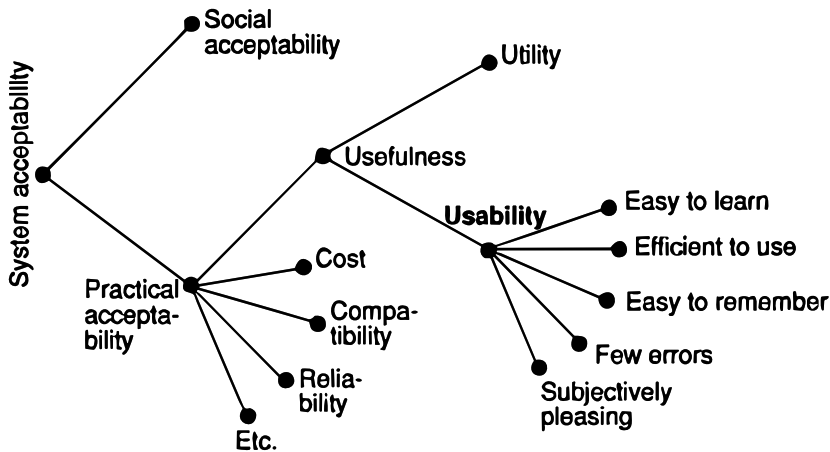 System acceptability
Social
acceptability
Practical
accepta-
bility
Usefulness
Cost
Compa-
tibility
Relia-
bility
Etc.
Utility
Usability
Easy to learn
Efficient to use
Easy to remember
Few errors
Subjectively
pleasing